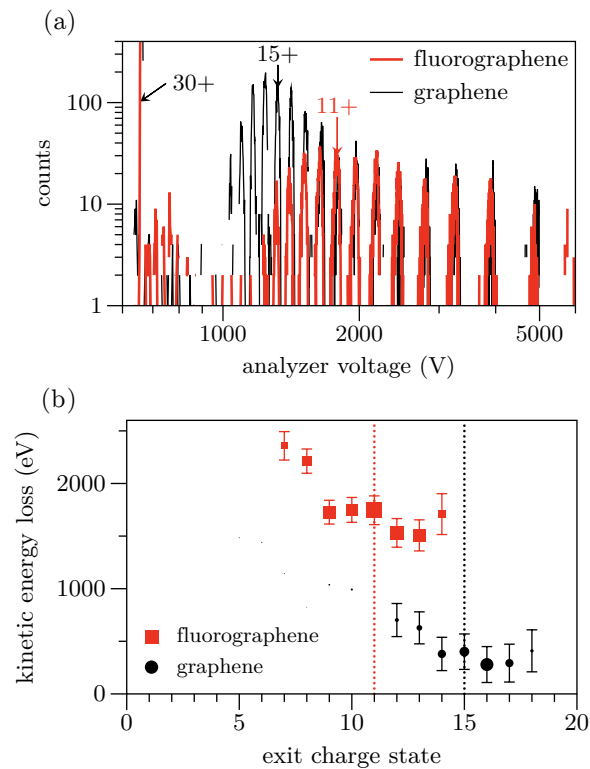 (a)
15+
fluorographene
30+
graphene
11+
100
10
1
counts
1000
2000
5000
analyzer voltage (V)
(b)
2000
1000
0
kinetic energy loss (eV)
fluorographene
graphene
0
5
10
15
20
exit charge state